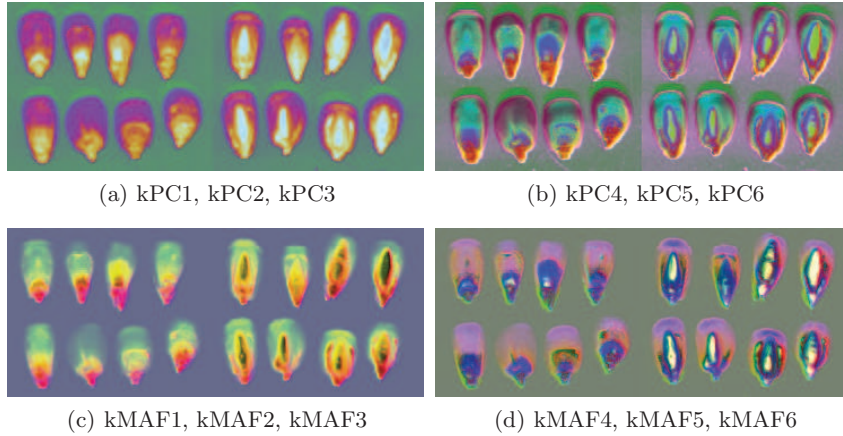 (a) kPC1, kPC2, kPC3
(b) kPC4, kPC5, kPC6
(c) kMAF1, kMAF2, kMAF3
(d) kMAF4, kMAF5, kMAF6